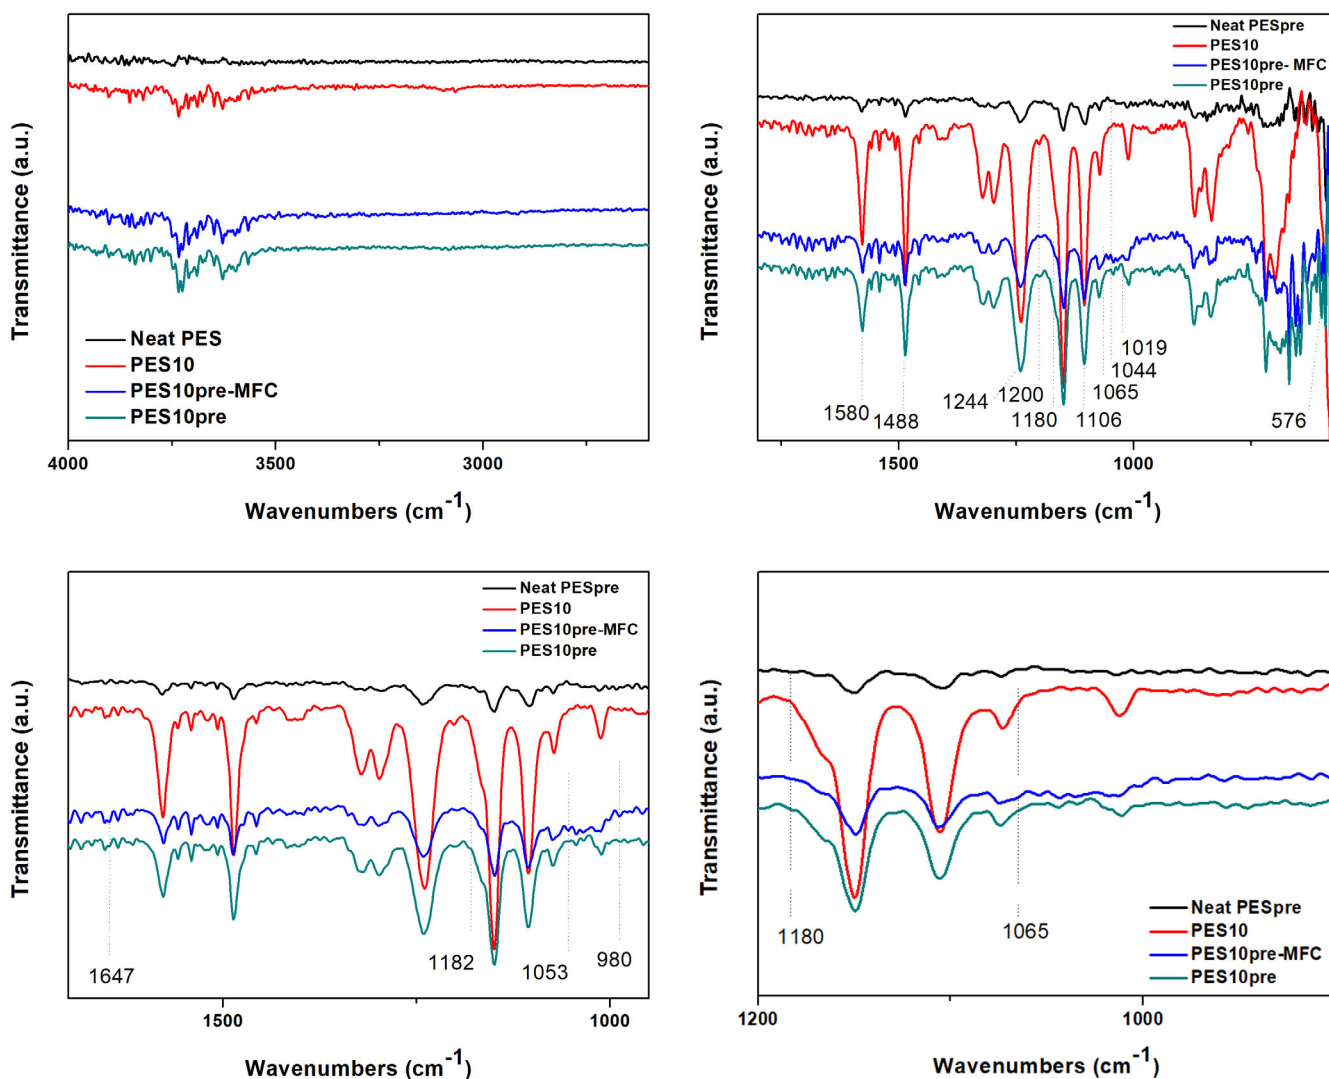 Transmittance (a.u.)
Neat PES
PES10
PES10pre-MFC
PES10pre
4000
3500
3000
Wavenumbers (cm-1)
Transmittance (a.u.)
Neat PESpre
PES10
PES10pre- MFC
PES10pre
1580
1488
1244
1200
1180
1106
1065
1044
1019
576
1500
1000
Wavenumbers (cm-1)
Transmittance (a.u.)
Neat PESpre
PES10
PES10pre-MFC
PES10pre
1647
1182
1053
980
1500
1000
Wavenumbers (cm-1)
Transmittance (a.u.)
1180
1065
Neat PESpre
PES10
PES10pre-MFC
PES10pre
1200
1000
Wavenumbers (cm-1)